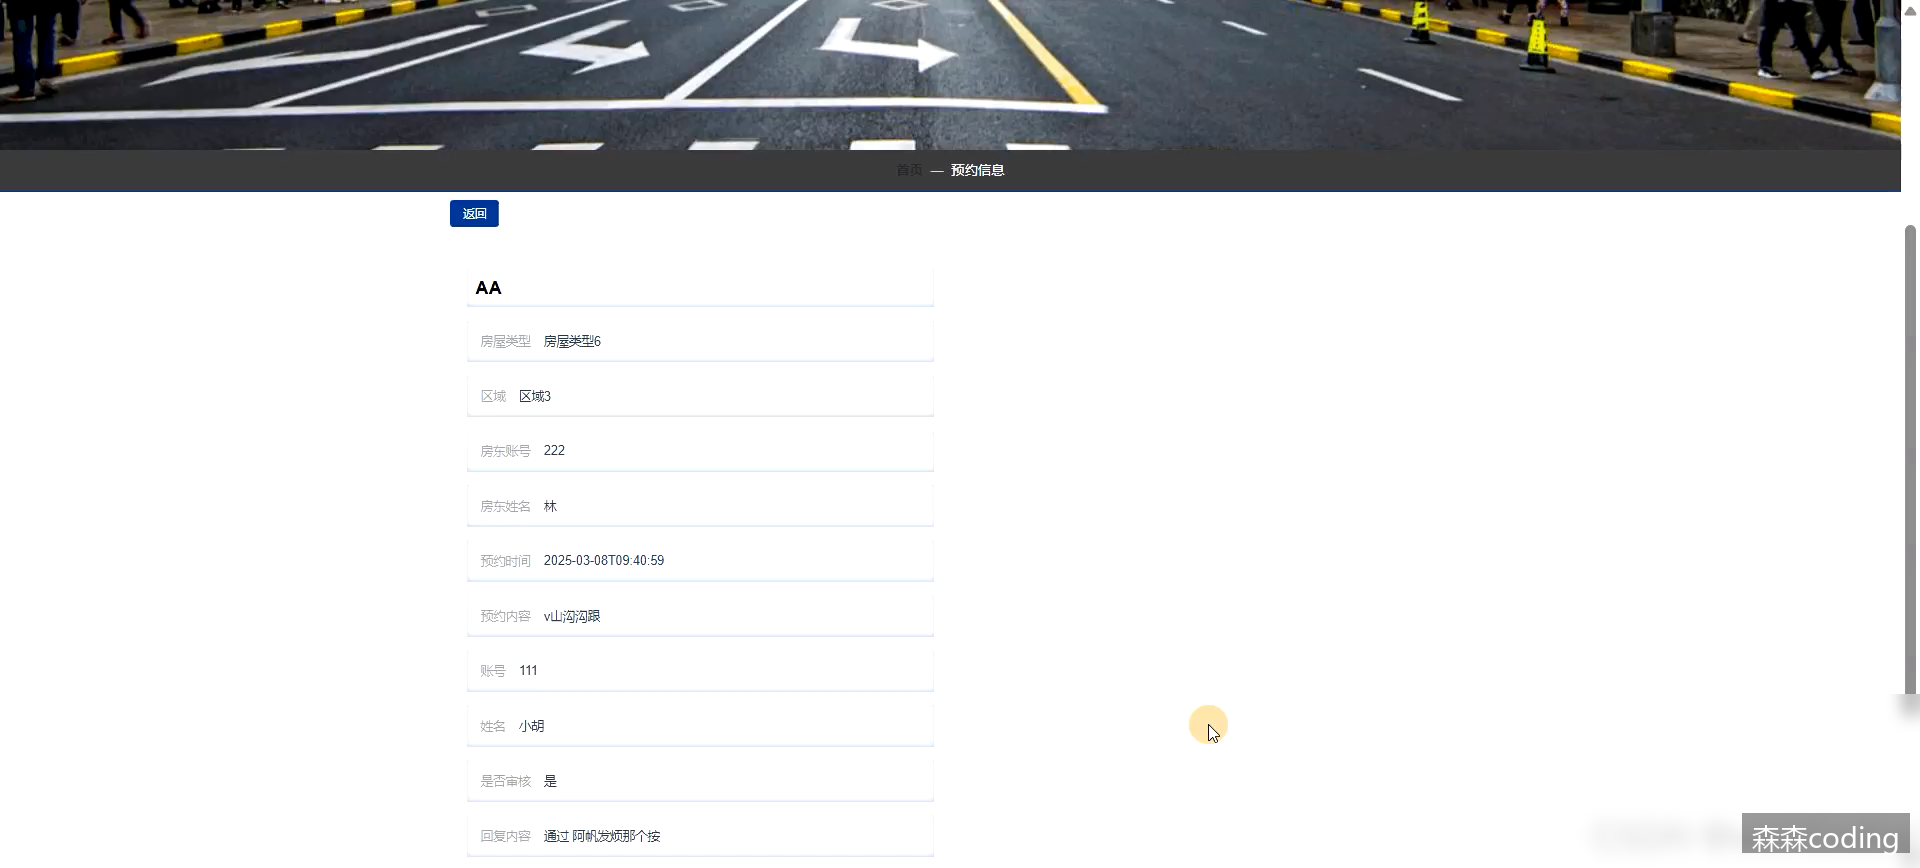 首页 — 预约信息
返回
AA
房屋类型 房屋类型6
区域 区域3
房东账号 222
房东姓名 林
预约时间 2025-03-08T09:40:59
预约内容 v山沟沟跟
账号 111
姓名 小胡
是否审核 是
回复内容 通过 阿帆发烦那个按
森森coding